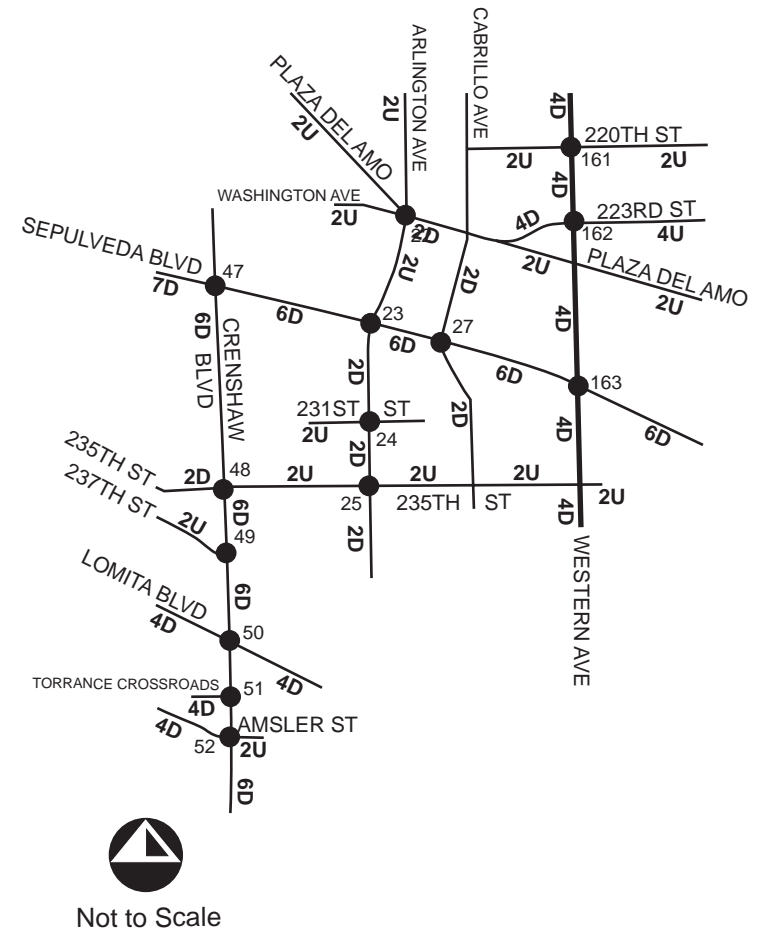 PLAZA DEL AMO
2U
ARLINGTON AVE
2U
CABRILLO AVE
4D
220TH ST
2U
161
2U
4D
WASHINGTON AVE
2U
22
2D
4D
223RD ST
162
4U
SEPULVEDA BLVD
7D
47
2U
2D
2U
PLAZA DEL AMO
2U
6D
6D
CRENSHAW
BLVD
23
6D
27
4D
6D
163
2D
231ST ST
2U
24
2D
2D
4D
6D
235TH ST
2D
48
2U
2U
2U
2U
237TH ST
2U
6D
25
235TH ST
4D
49
2D
WESTERN AVE
LOMITA BLVD
4D
6D
50
4D
TORRANCE CROSSROADS
4D
51
4D
AMSLER ST
52
2U
6D
Not to Scale